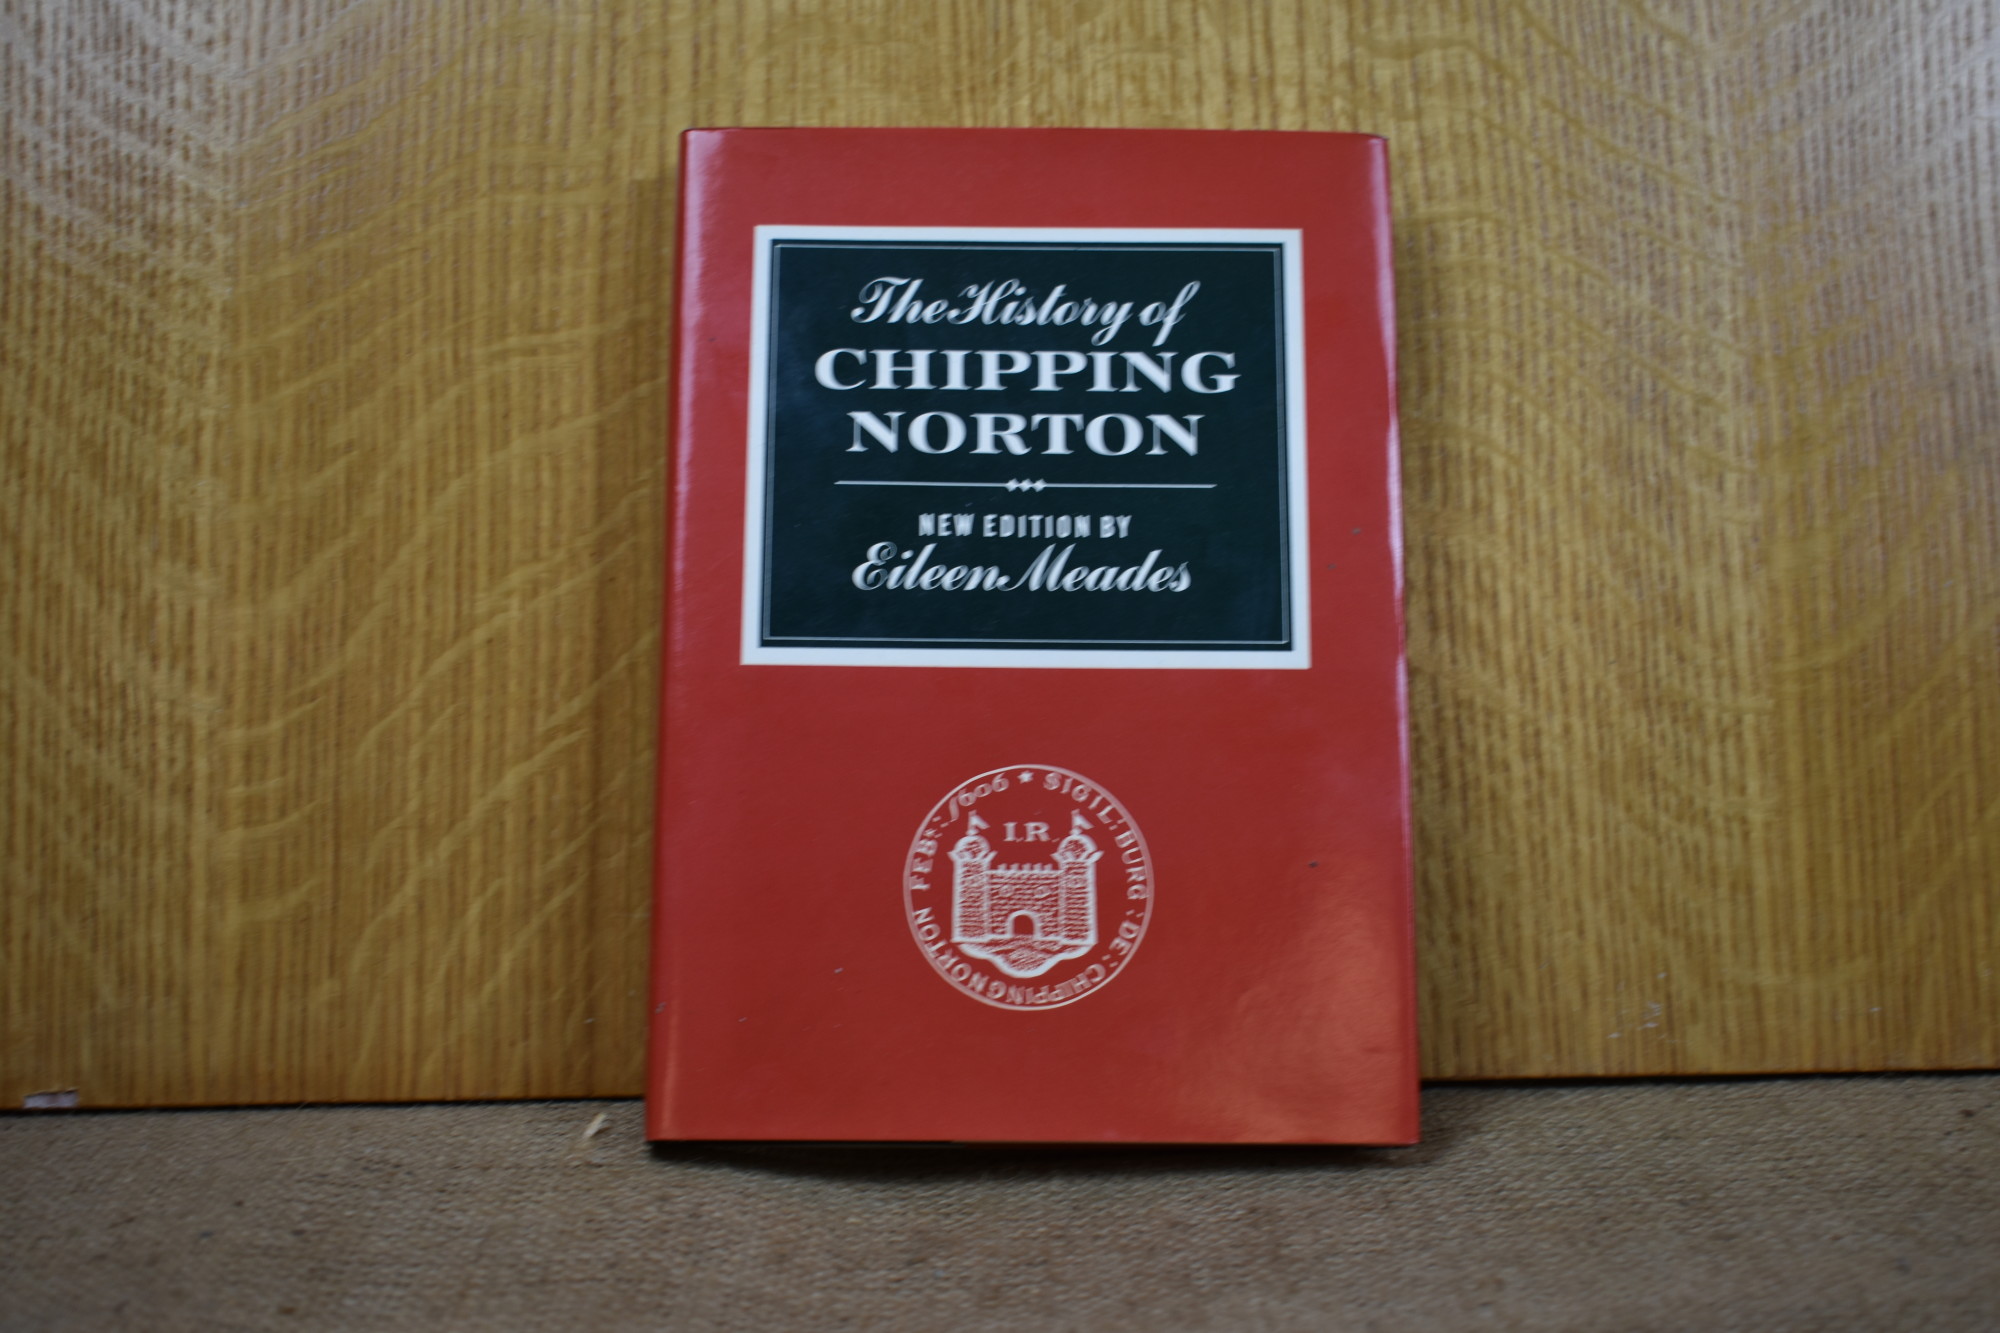 The History of
CHIPPING
NORTON
NEW EDITION BY
Eileen Meades
I.R.
★ SIGIL: BURG: DE: CHIPPINGNORTON FEB: 1606